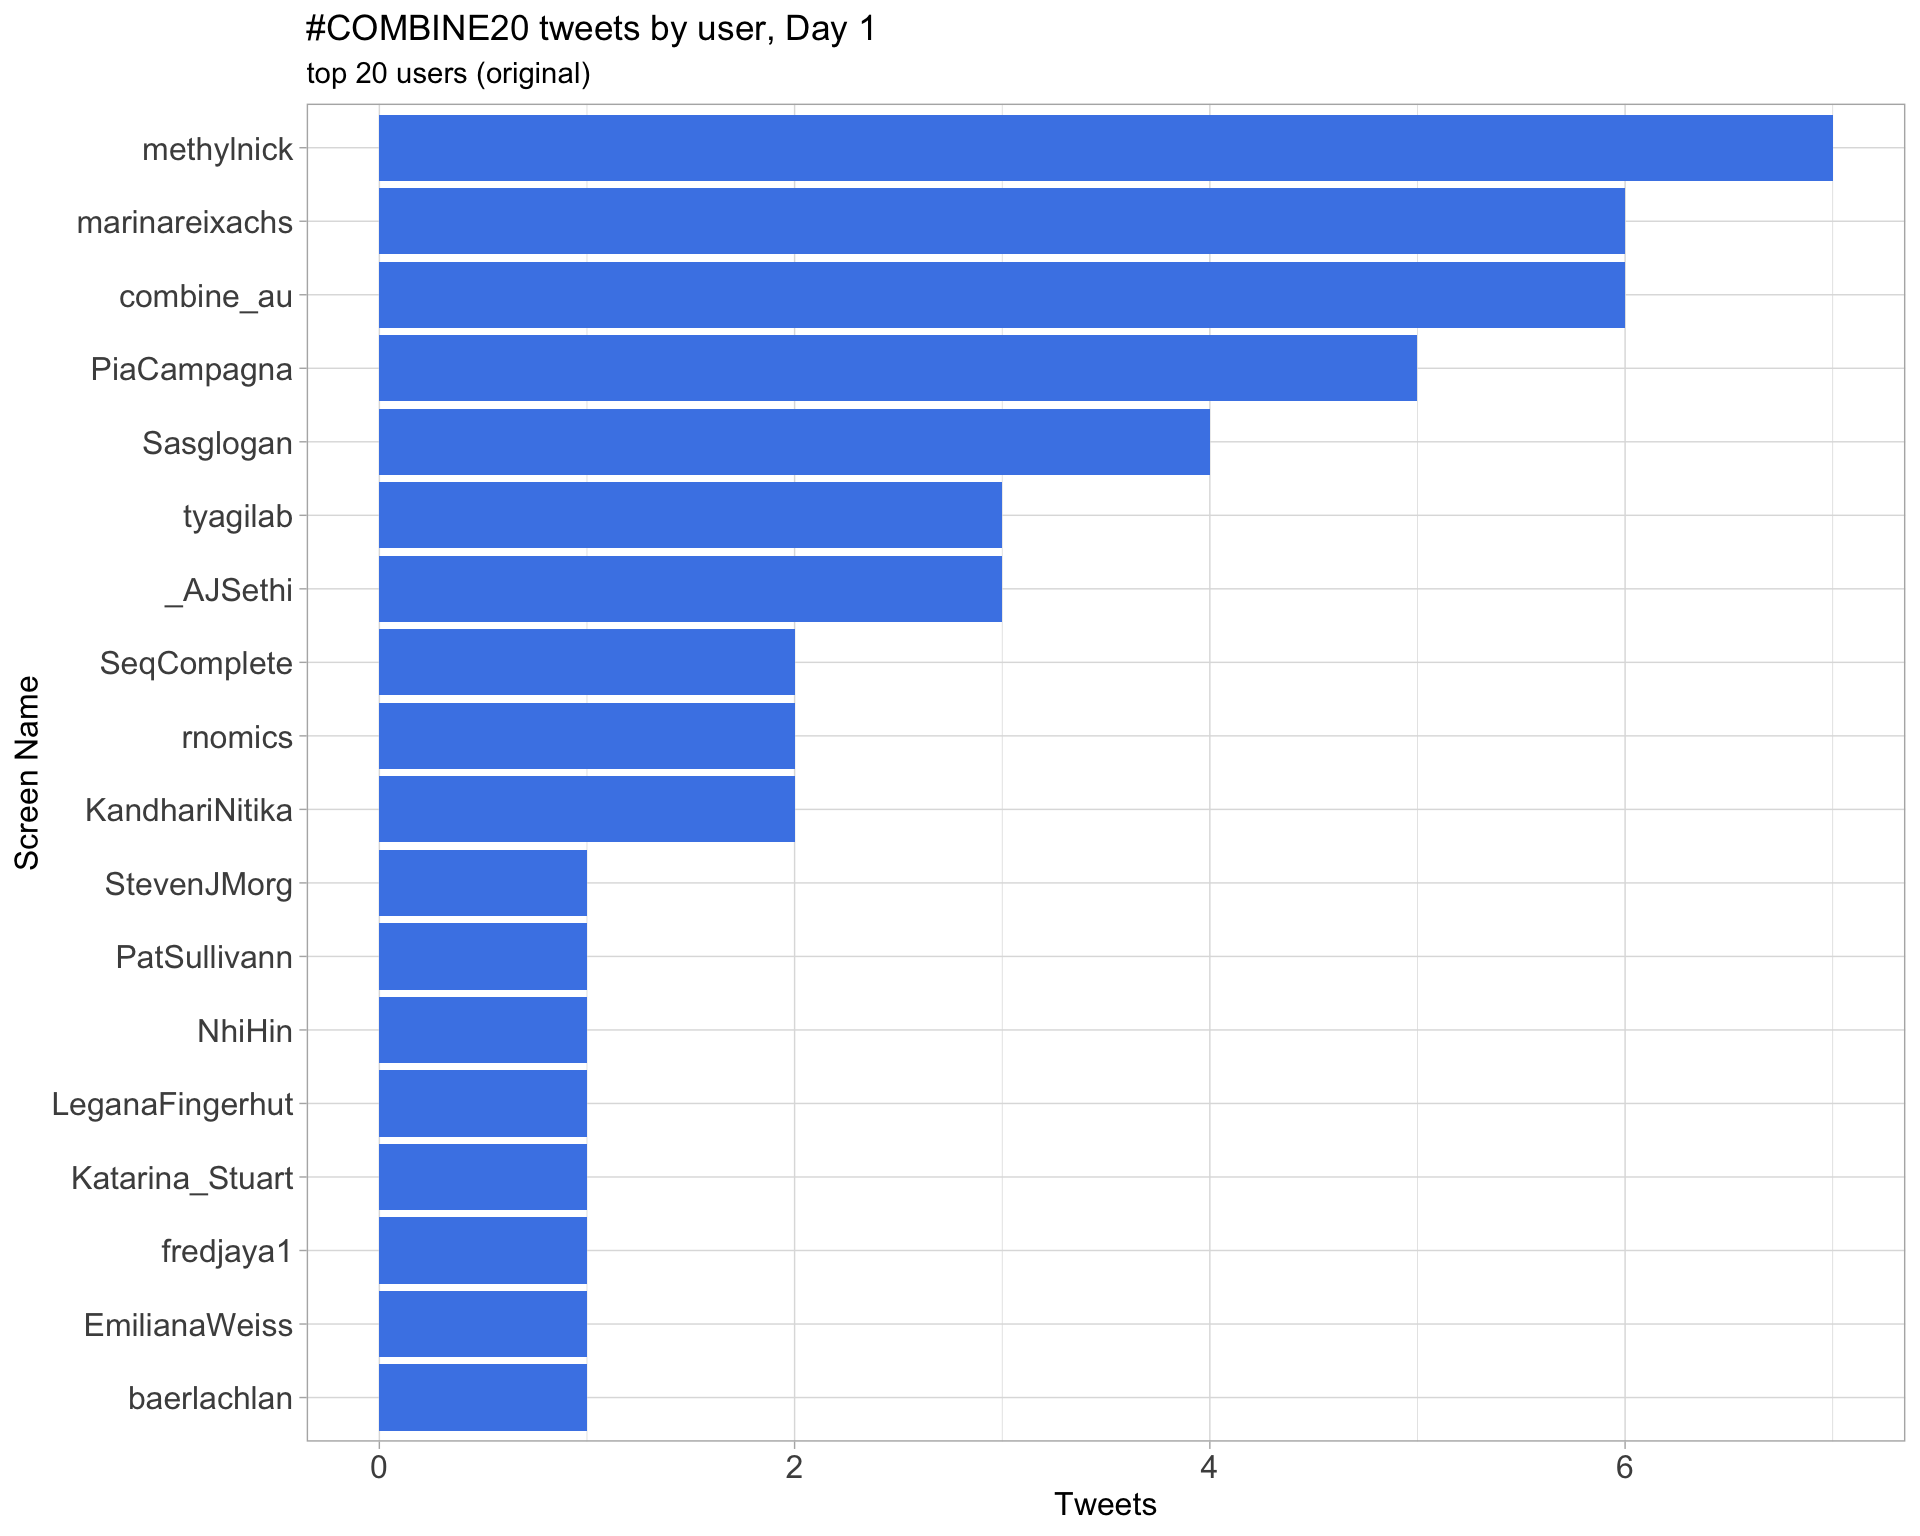 #COMBINE20 tweets by user, Day 1
top 20 users (original)
methylnick
marinareixachs
combine_au
PiaCampagna
Sasglogan
tyagilab
_AJSethi
SeqComplete
rnomics
KandhariNitika
StevenJMorg
PatSullivann
NhiHin
LeganaFingerhut
Katarina_Stuart
fredjaya1
EmilianaWeiss
baerlachlan
Screen Name
0 2 4 6
Tweets